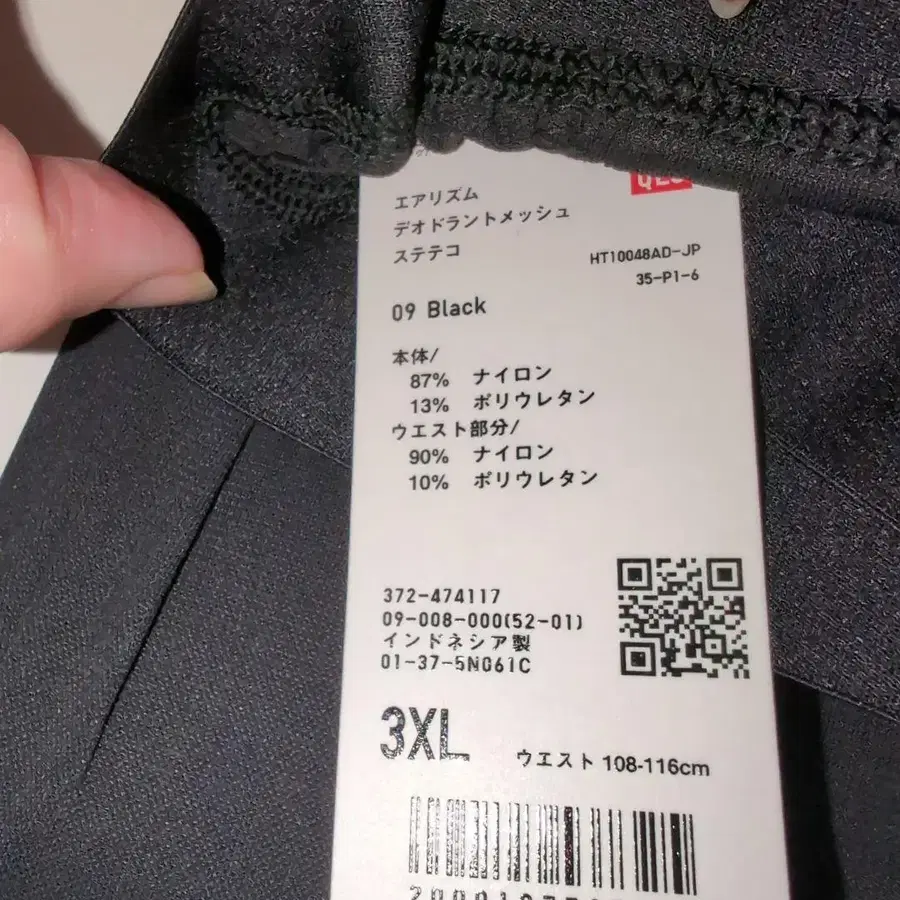 エアリズム
デオドラントメッシュ
ステテコ
HT10048AD-JP
35-P1-6
09 Black
本体/
87% ナイロン
13% ポリウレタン
ウエスト部分/
90% ナイロン
10% ポリウレタン
372-474117
09-008-000(52-01)
インドネシア製
01-37-5NG61C
3XL
ウエスト 108-116cm